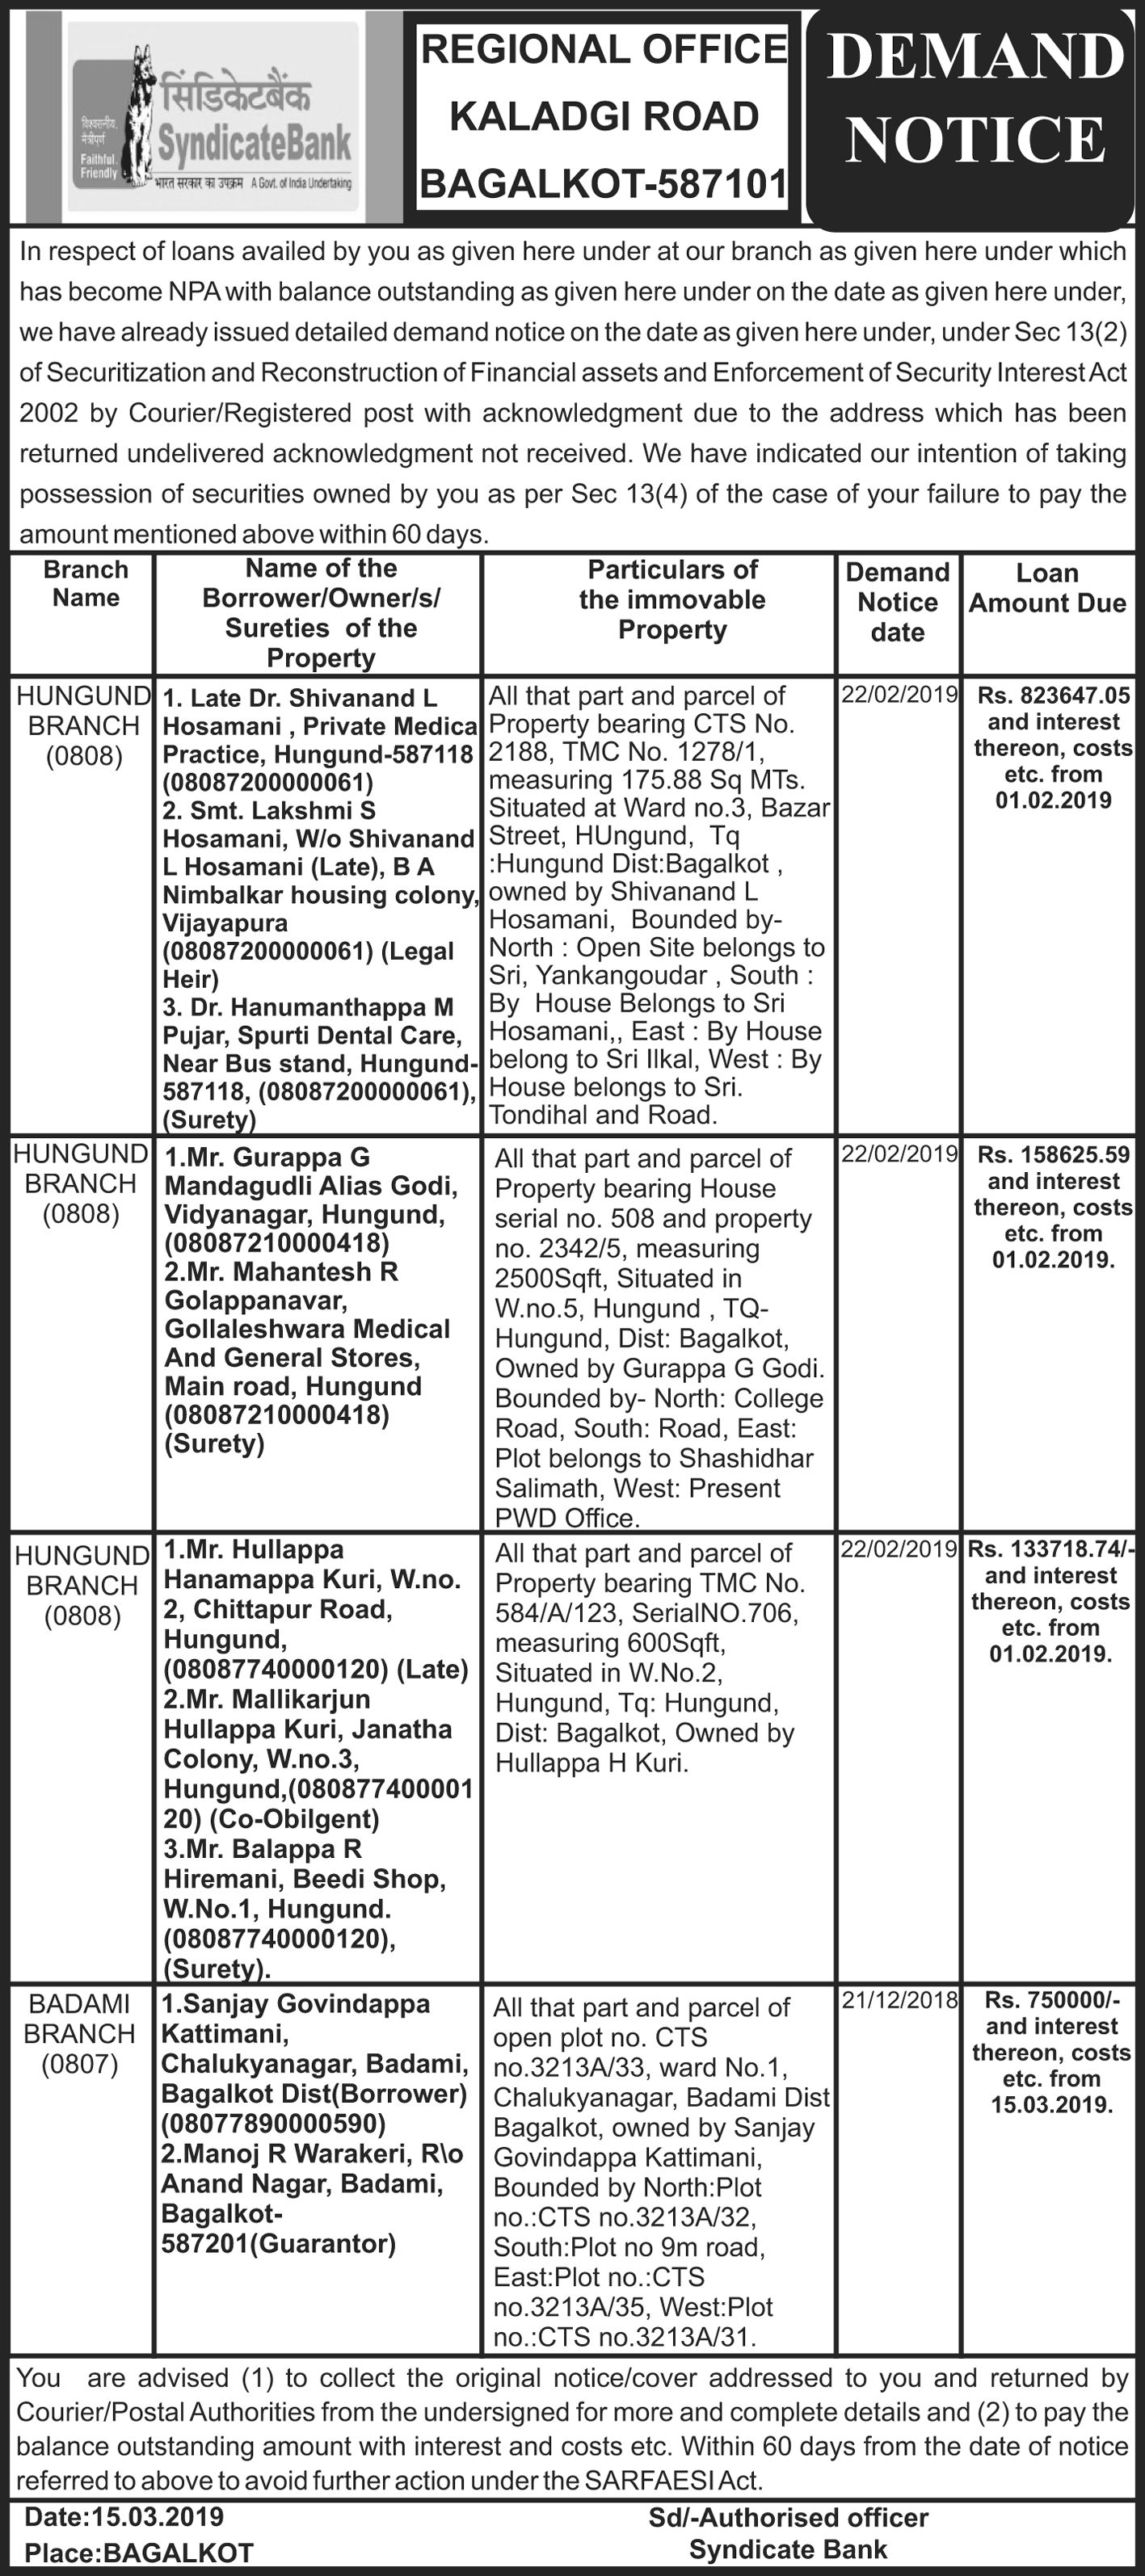 सिंडिकेटबैंक
SyndicateBank
विश्वसनीय,
मैत्रीपूर्ण
Faithful.
Friendly
भारत सरकार का उपक्रम A Govt. of India Undertaking
REGIONAL OFFICE
KALADGI ROAD
BAGALKOT-587101
DEMAND
NOTICE
In respect of loans availed by you as given here under at our branch as given here under which
has become NPA with balance outstanding as given here under on the date as given here under,
we have already issued detailed demand notice on the date as given here under, under Sec 13(2)
of Securitization and Reconstruction of Financial assets and Enforcement of Security Interest Act
2002 by Courier/Registered post with acknowledgment due to the address which has been
returned undelivered acknowledgment not received. We have indicated our intention of taking
possession of securities owned by you as per Sec 13(4) of the case of your failure to pay the
amount mentioned above within 60 days.
Branch
Name
Name of the
Borrower/Owner/s/
Sureties of the
Property
Particulars of
the immovable
Property
Demand
Notice
date
Loan
Amount Due
HUNGUND
BRANCH
(0808)
1. Late Dr. Shivanand L
Hosamani , Private Medica
Practice, Hungund-587118
(08087200000061)
2. Smt. Lakshmi S
Hosamani, W/o Shivanand
L Hosamani (Late), B A
Nimbalkar housing colony,
Vijayapura
(08087200000061) (Legal
Heir)
3. Dr. Hanumanthappa M
Pujar, Spurti Dental Care,
Near Bus stand, Hungund-
587118, (08087200000061),
(Surety)
All that part and parcel of
Property bearing CTS No.
2188, TMC No. 1278/1,
measuring 175.88 Sq MTs.
Situated at Ward no.3, Bazar
Street, HUngund, Tq
:Hungund Dist:Bagalkot ,
owned by Shivanand L
Hosamani, Bounded by-
North : Open Site belongs to
Sri, Yankangoudar , South :
By House Belongs to Sri
Hosamani,, East : By House
belong to Sri Ilkal, West : By
House belongs to Sri.
Tondihal and Road.
22/02/2019
Rs. 823647.05
and interest
thereon, costs
etc. from
01.02.2019
HUNGUND
BRANCH
(0808)
1.Mr. Gurappa G
Mandagudli Alias Godi,
Vidyanagar, Hungund,
(08087210000418)
2.Mr. Mahantesh R
Golappanavar,
Gollaleshwara Medical
And General Stores,
Main road, Hungund
(08087210000418)
(Surety)
All that part and parcel of
Property bearing House
serial no. 508 and property
no. 2342/5, measuring
2500Sqft, Situated in
W.no.5, Hungund , TQ-
Hungund, Dist: Bagalkot,
Owned by Gurappa G Godi.
Bounded by- North: College
Road, South: Road, East:
Plot belongs to Shashidhar
Salimath, West: Present
PWD Office.
22/02/2019
Rs. 158625.59
and interest
thereon, costs
etc. from
01.02.2019.
HUNGUND
BRANCH
(0808)
1.Mr. Hullappa
Hanamappa Kuri, W.no.
2, Chittapur Road,
Hungund,
(08087740000120) (Late)
2.Mr. Mallikarjun
Hullappa Kuri, Janatha
Colony, W.no.3,
Hungund,(080877400001
20) (Co-Obilgent)
3.Mr. Balappa R
Hiremani, Beedi Shop,
W.No.1, Hungund.
(08087740000120),
(Surety).
All that part and parcel of
Property bearing TMC No.
584/A/123, SerialNO.706,
measuring 600Sqft,
Situated in W.No.2,
Hungund, Tq: Hungund,
Dist: Bagalkot, Owned by
Hullappa H Kuri.
22/02/2019
Rs. 133718.74/-
and interest
thereon, costs
etc. from
01.02.2019.
BADAMI
BRANCH
(0807)
1.Sanjay Govindappa
Kattimani,
Chalukyanagar, Badami,
Bagalkot Dist(Borrower)
(08077890000590)
2.Manoj R Warakeri, R\o
Anand Nagar, Badami,
Bagalkot-
587201(Guarantor)
All that part and parcel of
open plot no. CTS
no.3213A/33, ward No.1,
Chalukyanagar, Badami Dist
Bagalkot, owned by Sanjay
Govindappa Kattimani,
Bounded by North:Plot
no.:CTS no.3213A/32,
South:Plot no 9m road,
East:Plot no.:CTS
no.3213A/35, West:Plot
no.:CTS no.3213A/31.
21/12/2018
Rs. 750000/-
and interest
thereon, costs
etc. from
15.03.2019.
You are advised (1) to collect the original notice/cover addressed to you and returned by
Courier/Postal Authorities from the undersigned for more and complete details and (2) to pay the
balance outstanding amount with interest and costs etc. Within 60 days from the date of notice
referred to above to avoid further action under the SARFAESI Act.
Date:15.03.2019
Place:BAGALKOT
Sd/-Authorised officer
Syndicate Bank